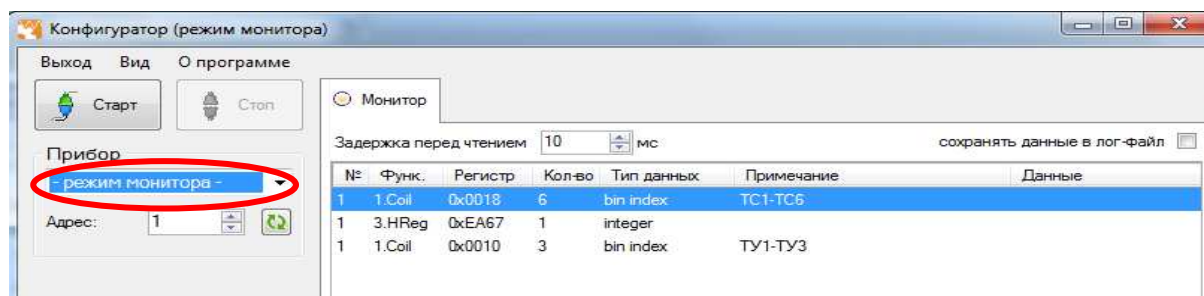 Конфигуратор (режим монитора)
Выход Вид О программе
Старт Стоп
Монитор
Задержка перед чтением 10 мс сохранять данные в лог-файл
Прибор
- режим монитора -
Адрес: 1
№ Функ. Регистр Кол-во Тип данных Примечание Данные
1 1.Coil 0x0018 6 bin index ТС1-ТС6
1 3.HReg 0xEA67 1 integer
1 1.Coil 0x0010 3 bin index ТУ1-ТУ3